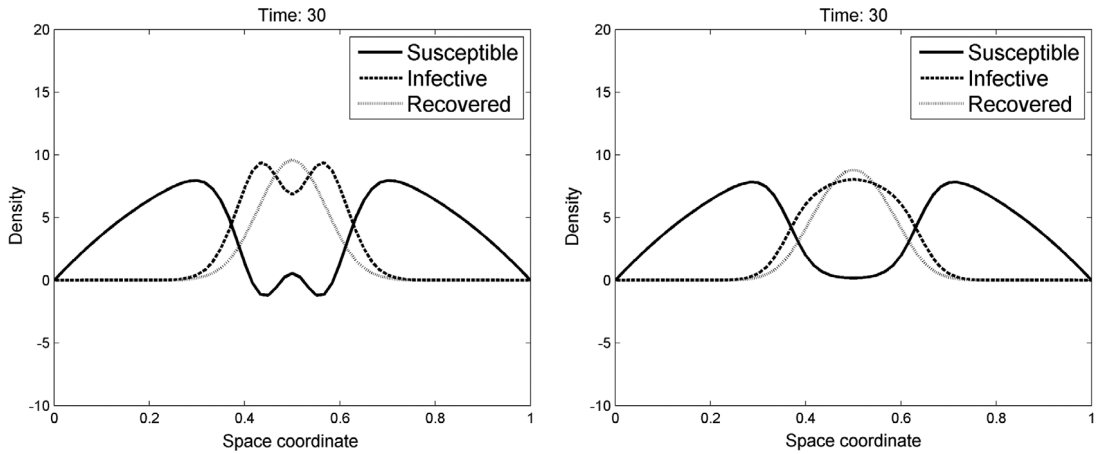 Time: 30
20
15
10
5
0
-5
-10
Density
0
0.2
0.4
0.6
0.8
1
Space coordinate
Susceptible
Infective
Recovered
Time: 30
20
15
10
5
0
-5
-10
Density
0
0.2
0.4
0.6
0.8
1
Space coordinate
Susceptible
Infective
Recovered